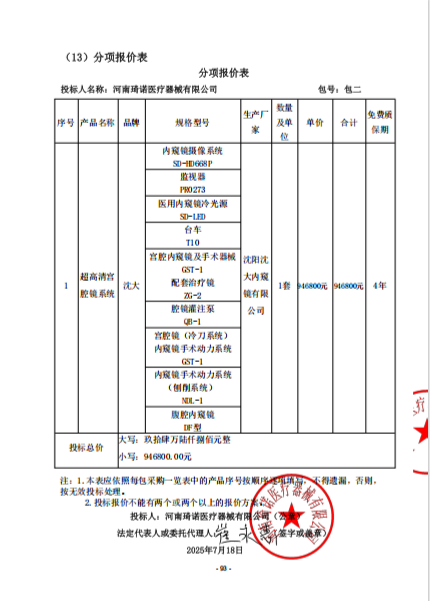 （13）分项报价表
分项报价表
投标人名称：河南琦诺医疗器械有限公司 包号：包二
序号 产品名称 品牌 规格型号 生产厂家 数量及单位 单价 合计 免费质保期
1 超高清宫腔镜系统 沈大 沈阳沈大内窥镜有限公司 1套 946800元 946800元 4年
内窥镜摄像系统
SD-HD668P
监视器
PRO273
医用内窥镜冷光源
SD-LED
台车
T10
宫腔内窥镜及手术器械
GST-1
配套治疗镜
ZG-2
腔镜灌注泵
QB-1
宫腔镜（冷刀系统）
内窥镜手术动力系统
GST-1
内窥镜手术动力系统
（刨削系统）
NDL-1
腹腔内窥镜
DF型
投标总价 大写：玖拾肆万陆仟捌佰元整
小写：946800.00元
注：1.本表应依照每包采购一览表中的产品序号按顺序逐项填写，不得遗漏，否则，
按无效投标处理。
2.投标报价不能有两个或两个以上的报价方案。
投标人：河南琦诺医疗器械有限公司（公章）
法定代表人或委托代理人： （签字或盖章）
2025年7月18日
- 93 -